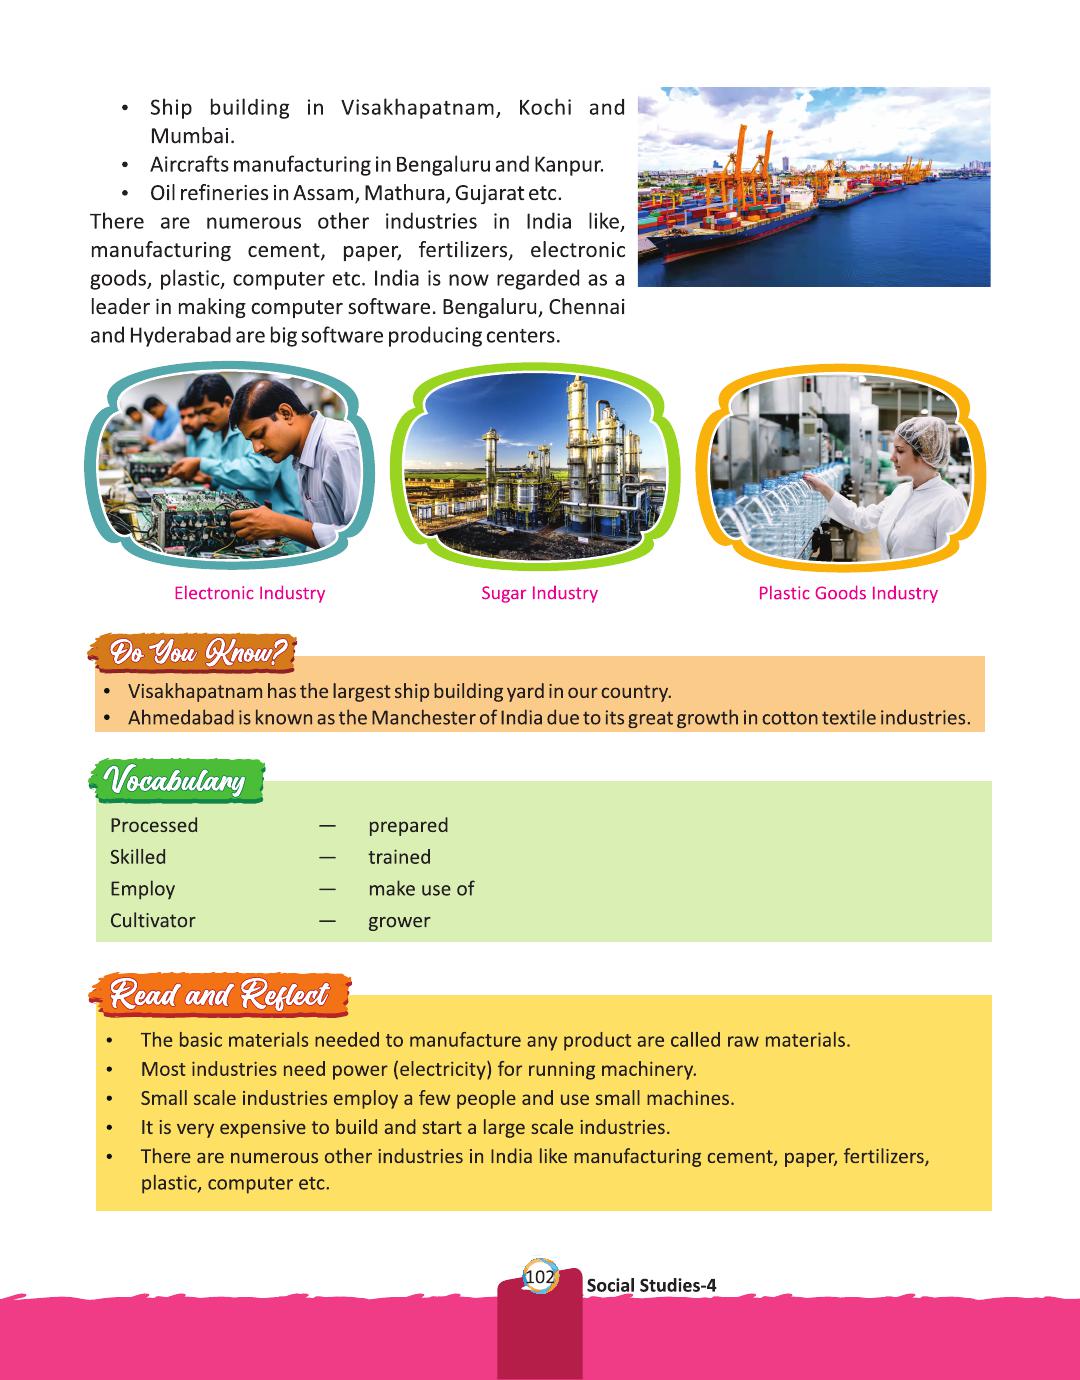 • Ship building in Visakhapatnam, Kochi and
Mumbai.
• Aircrafts manufacturing in Bengaluru and Kanpur.
• Oil refineries in Assam, Mathura, Gujarat etc.
There are numerous other industries in India like,
manufacturing cement, paper, fertilizers, electronic
goods, plastic, computer etc. India is now regarded as a
leader in making computer software. Bengaluru, Chennai
and Hyderabad are big software producing centers.
Electronic Industry
Sugar Industry
Plastic Goods Industry
Do You Know?
• Visakhapatnam has the largest ship building yard in our country.
• Ahmedabad is known as the Manchester of India due to its great growth in cotton textile industries.
Vocabulary
Processed — prepared
Skilled — trained
Employ — make use of
Cultivator — grower
Read and Reflect
• The basic materials needed to manufacture any product are called raw materials.
• Most industries need power (electricity) for running machinery.
• Small scale industries employ a few people and use small machines.
• It is very expensive to build and start a large scale industries.
• There are numerous other industries in India like manufacturing cement, paper, fertilizers,
plastic, computer etc.
102
Social Studies-4